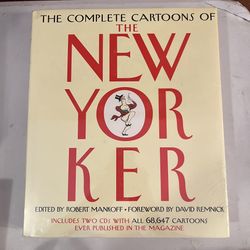 THE COMPLETE CARTOONS OF
THE
NEW
YOR
KER
EDITED BY ROBERT MANKOFF • FOREWORD BY DAVID REMNICK
INCLUDES TWO CDs WITH ALL 68,647 CARTOONS
EVER PUBLISHED IN THE MAGAZINE